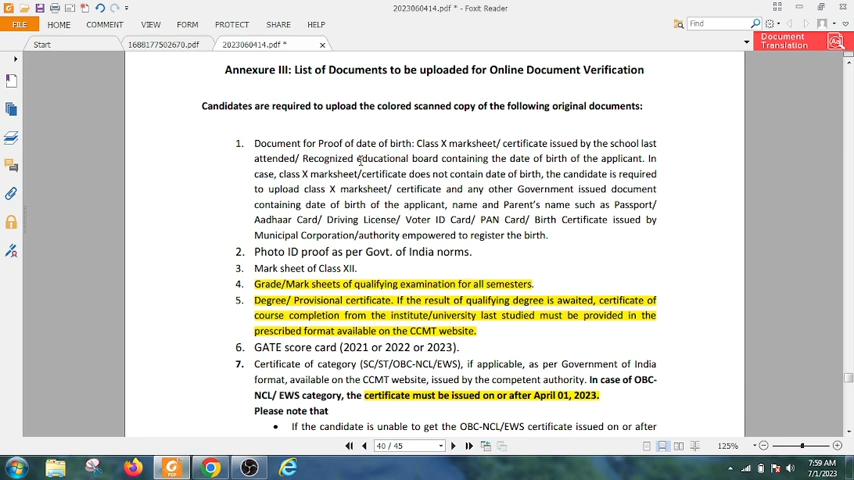 2023060414.pdf * - Foxit Reader
FILE HOME COMMENT VIEW FORM PROTECT SHARE HELP
Find
Start 1688177502670.pdf 2023060414.pdf *
Document Translation
Annexure III: List of Documents to be uploaded for Online Document Verification
Candidates are required to upload the colored scanned copy of the following original documents:
1. Document for Proof of date of birth: Class X marksheet/ certificate issued by the school last
attended/ Recognized educational board containing the date of birth of the applicant. In
case, class X marksheet/certificate does not contain date of birth, the candidate is required
to upload class X marksheet/ certificate and any other Government issued document
containing date of birth of the applicant, name and Parent's name such as Passport/
Aadhaar Card/ Driving License/ Voter ID Card/ PAN Card/ Birth Certificate issued by
Municipal Corporation/authority empowered to register the birth.
2. Photo ID proof as per Govt. of India norms.
3. Mark sheet of Class XII.
4. Grade/Mark sheets of qualifying examination for all semesters.
5. Degree/ Provisional certificate. If the result of qualifying degree is awaited, certificate of
course completion from the institute/university last studied must be provided in the
prescribed format available on the CCMT website.
6. GATE score card (2021 or 2022 or 2023).
7. Certificate of category (SC/ST/OBC-NCL/EWS), if applicable, as per Government of India
format, available on the CCMT website, issued by the competent authority. In case of OBC-
NCL/ EWS category, the certificate must be issued on or after April 01, 2023.
Please note that
• If the candidate is unable to get the OBC-NCL/EWS certificate issued on or after
40 / 45 125%
7:59 AM
7/1/2023